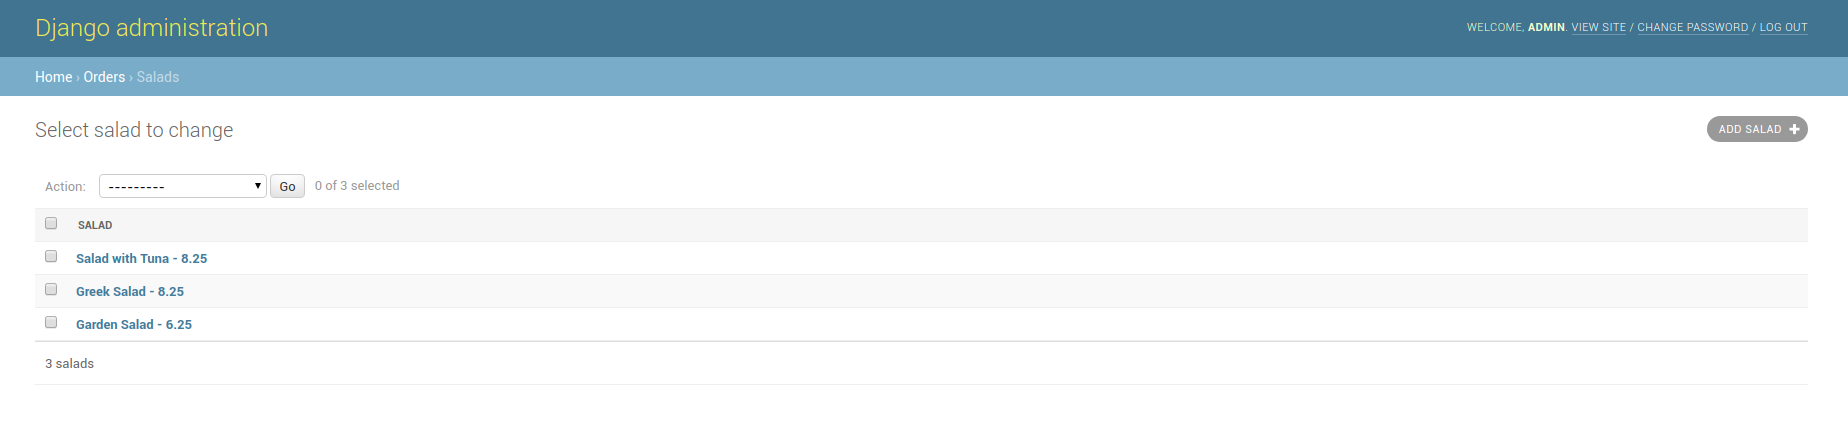 Django administration
WELCOME, ADMIN. VIEW SITE / CHANGE PASSWORD / LOG OUT
Home › Orders › Salads
Select salad to change
ADD SALAD +
Action: --------- Go 0 of 3 selected
SALAD
Salad with Tuna - 8.25
Greek Salad - 8.25
Garden Salad - 6.25
3 salads